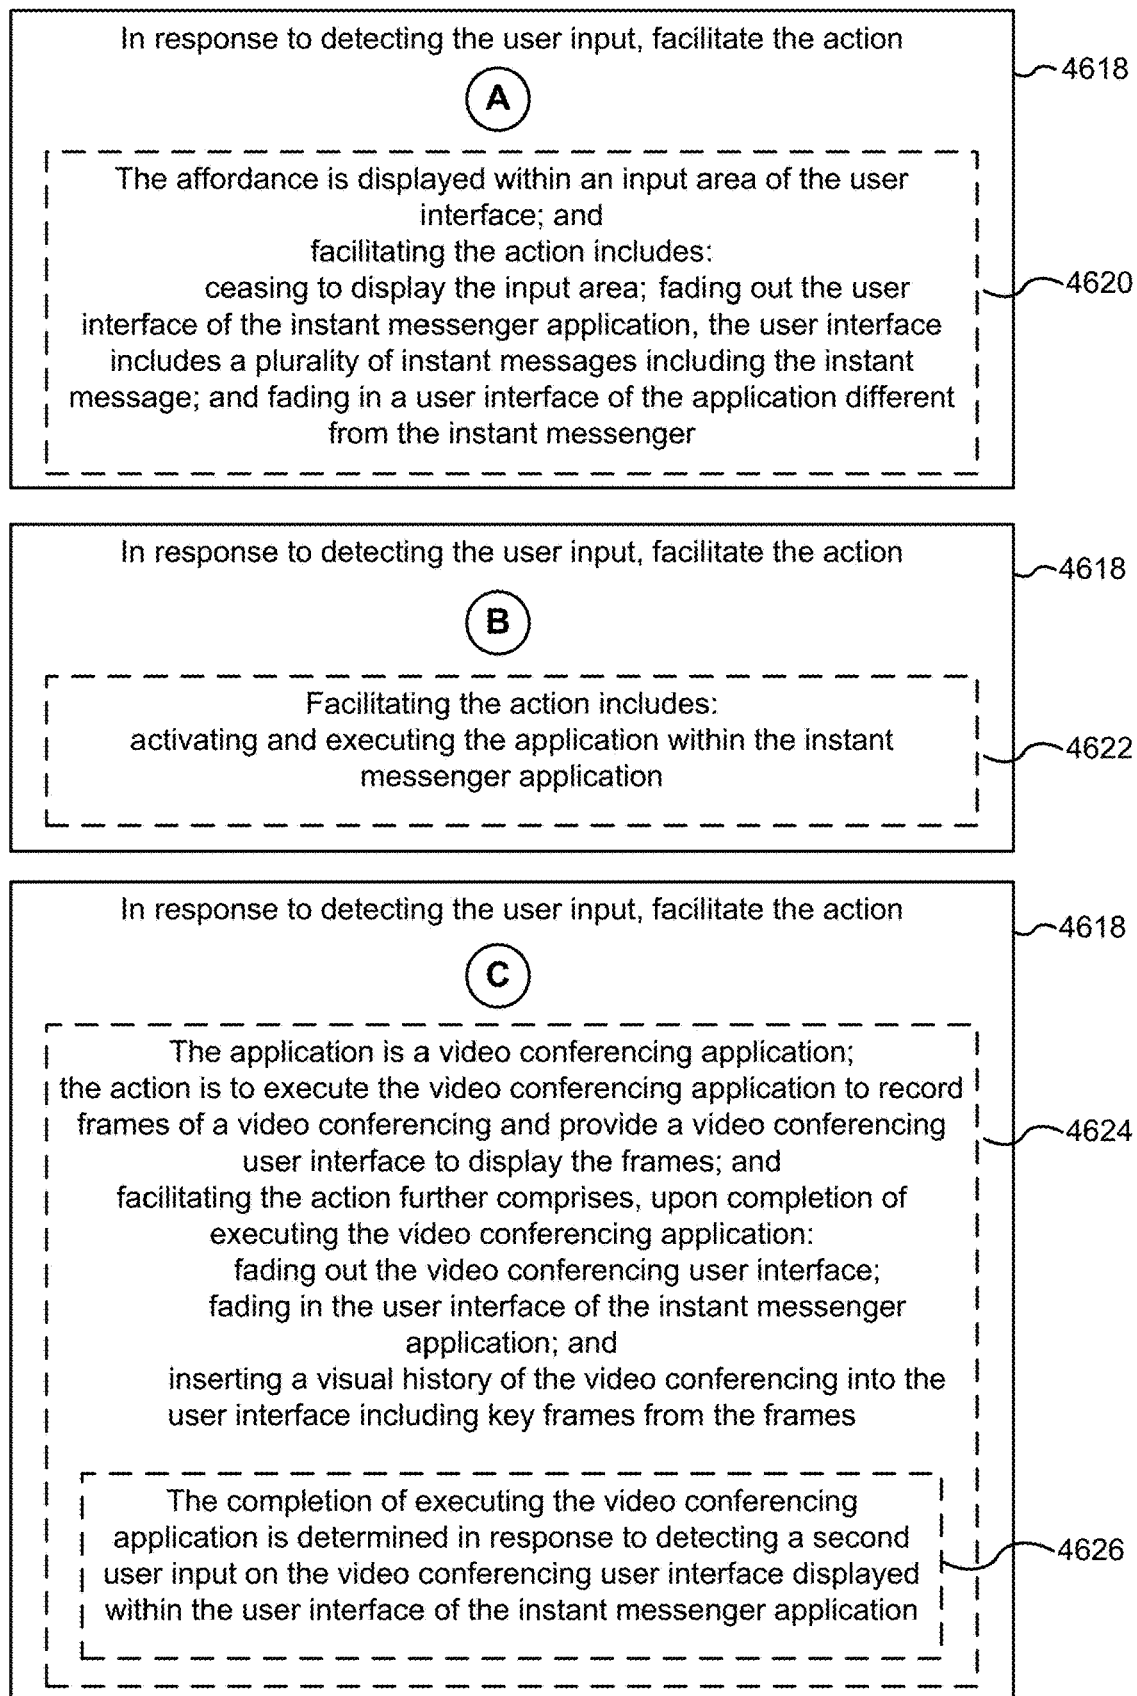 In response to detecting the user input, facilitate the action
4618
A
The affordance is displayed within an input area of the user
interface; and
facilitating the action includes:
ceasing to display the input area; fading out the user
interface of the instant messenger application, the user interface
includes a plurality of instant messages including the instant
message; and fading in a user interface of the application different
from the instant messenger
4620
In response to detecting the user input, facilitate the action
4618
B
Facilitating the action includes:
activating and executing the application within the instant
messenger application
4622
In response to detecting the user input, facilitate the action
4618
C
The application is a video conferencing application;
the action is to execute the video conferencing application to record
frames of a video conferencing and provide a video conferencing
user interface to display the frames; and
facilitating the action further comprises, upon completion of
executing the video conferencing application:
fading out the video conferencing user interface;
fading in the user interface of the instant messenger
application; and
inserting a visual history of the video conferencing into the
user interface including key frames from the frames
4624
The completion of executing the video conferencing
application is determined in response to detecting a second
user input on the video conferencing user interface displayed
within the user interface of the instant messenger application
4626